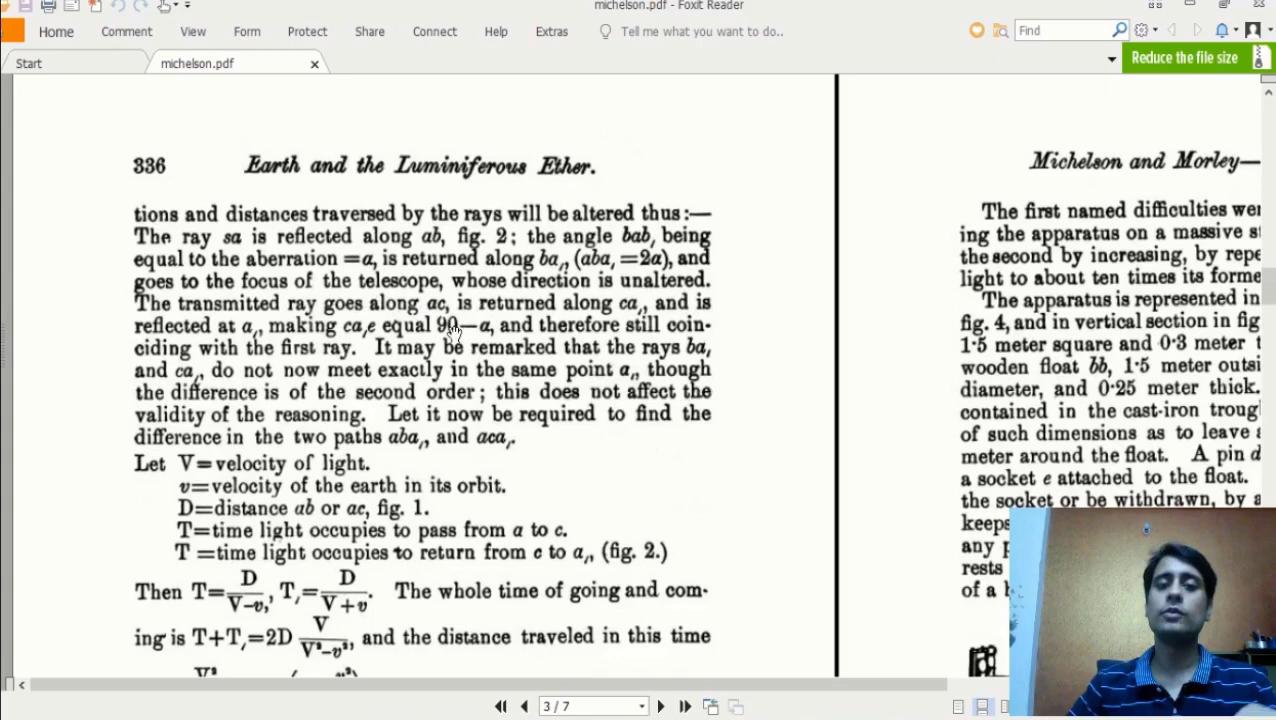 michelson.pdf - Foxit Reader
Home Comment View Form Protect Share Connect Help Extras Tell me what you want to do.. Find
Start michelson.pdf Reduce the file size
336 Earth and the Luminiferous Ether.
tions and distances traversed by the rays will be altered thus:—
The ray sa is reflected along ab, fig. 2; the angle bab, being
equal to the aberration =a, is returned along ba,, (aba, =2a), and
goes to the focus of the telescope, whose direction is unaltered.
The transmitted ray goes along ac, is returned along ca,, and is
reflected at a,, making ca,e equal 90—a, and therefore still coin-
ciding with the first ray. It may be remarked that the rays ba,
and ca,, do not now meet exactly in the same point a,, though
the difference is of the second order; this does not affect the
validity of the reasoning. Let it now be required to find the
difference in the two paths aba,, and aca,.
Let V=velocity of light.
v=velocity of the earth in its orbit.
D=distance ab or ac, fig. 1.
T=time light occupies to pass from a to c.
T =time light occupies to return from c to a,, (fig. 2.)
Then T=D/V—v, T,=D/V+v. The whole time of going and com-
ing is T+T,=2D V/V²—v², and the distance traveled in this time
Michelson and Morley—
The first named difficulties
ing the apparatus on a massive
the second by increasing, by
light to about ten times its
The apparatus is represented in
fig. 4, and in vertical section in
1·5 meter square and 0·3 meter
wooden float bb, 1·5 meter
diameter, and 0·25 meter thick.
contained in the cast-iron
of such dimensions as to leave
meter around the float. A pin d
a socket e attached to the float.
the socket or be withdrawn, by a
keeps
any
rests
of a
3 / 7